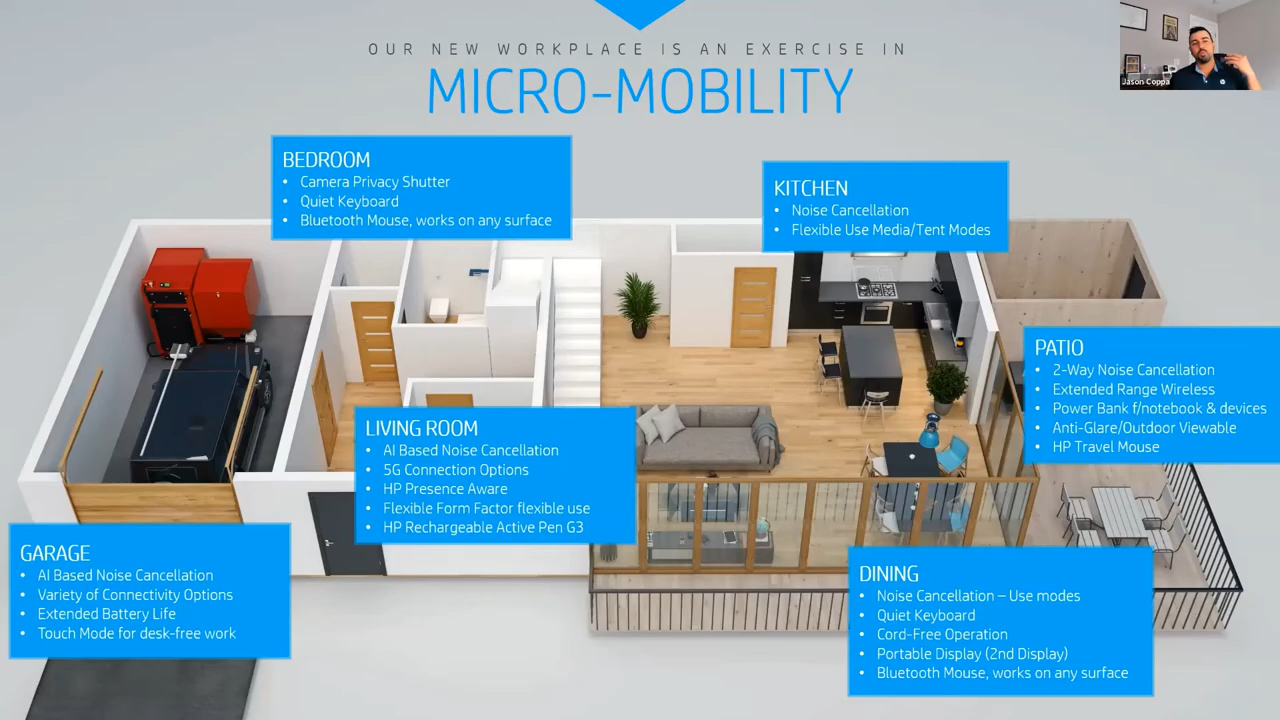 OUR NEW WORKPLACE IS AN EXERCISE IN
MICRO-MOBILITY
Jason Coppa
BEDROOM
• Camera Privacy Shutter
• Quiet Keyboard
• Bluetooth Mouse, works on any surface
KITCHEN
• Noise Cancellation
• Flexible Use Media/Tent Modes
PATIO
• 2-Way Noise Cancellation
• Extended Range Wireless
• Power Bank f/notebook & devices
• Anti-Glare/Outdoor Viewable
• HP Travel Mouse
LIVING ROOM
• AI Based Noise Cancellation
• 5G Connection Options
• HP Presence Aware
• Flexible Form Factor flexible use
• HP Rechargeable Active Pen G3
GARAGE
• AI Based Noise Cancellation
• Variety of Connectivity Options
• Extended Battery Life
• Touch Mode for desk-free work
DINING
• Noise Cancellation – Use modes
• Quiet Keyboard
• Cord-Free Operation
• Portable Display (2nd Display)
• Bluetooth Mouse, works on any surface